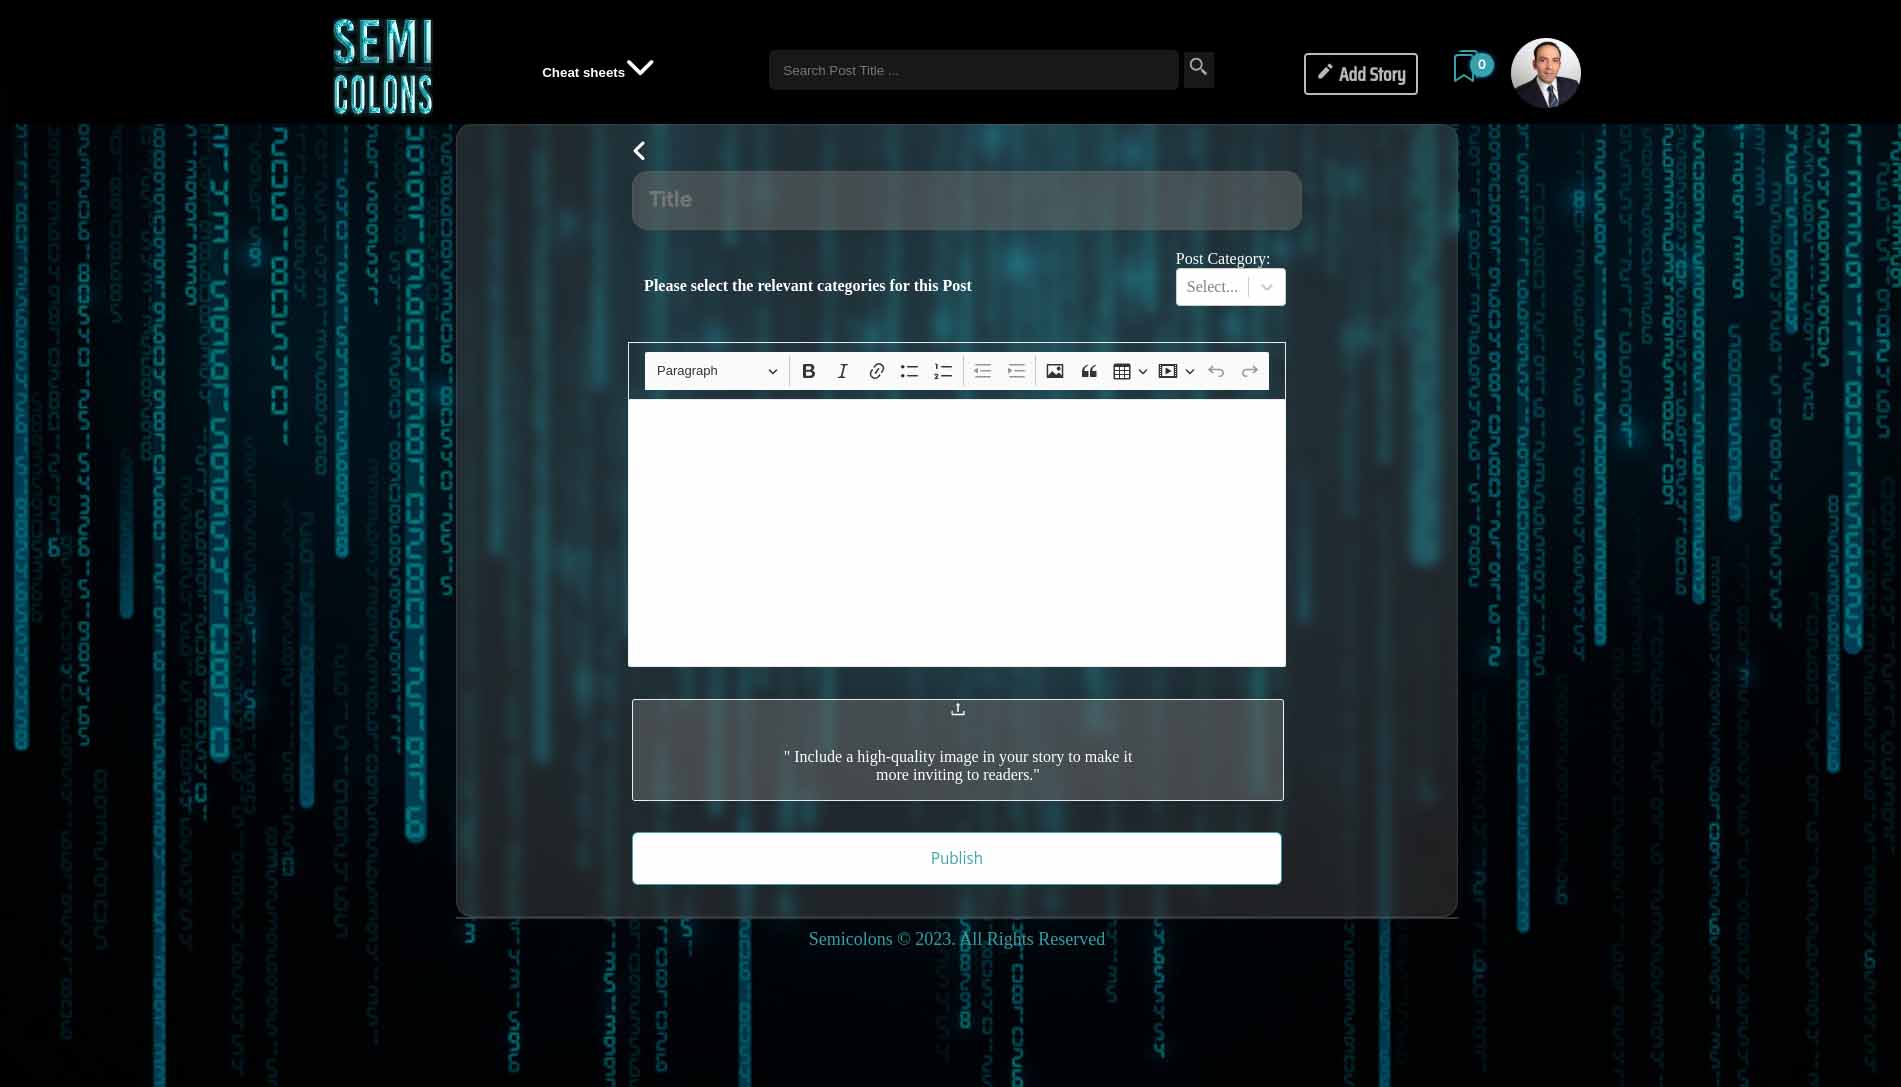 SEMI
COLONS
Cheat sheets
Search Post Title ...
Add Story
0
Title
Post Category:
Please select the relevant categories for this Post
Select...
Paragraph
" Include a high-quality image in your story to make it
more inviting to readers."
Publish
Semicolons © 2023. All Rights Reserved